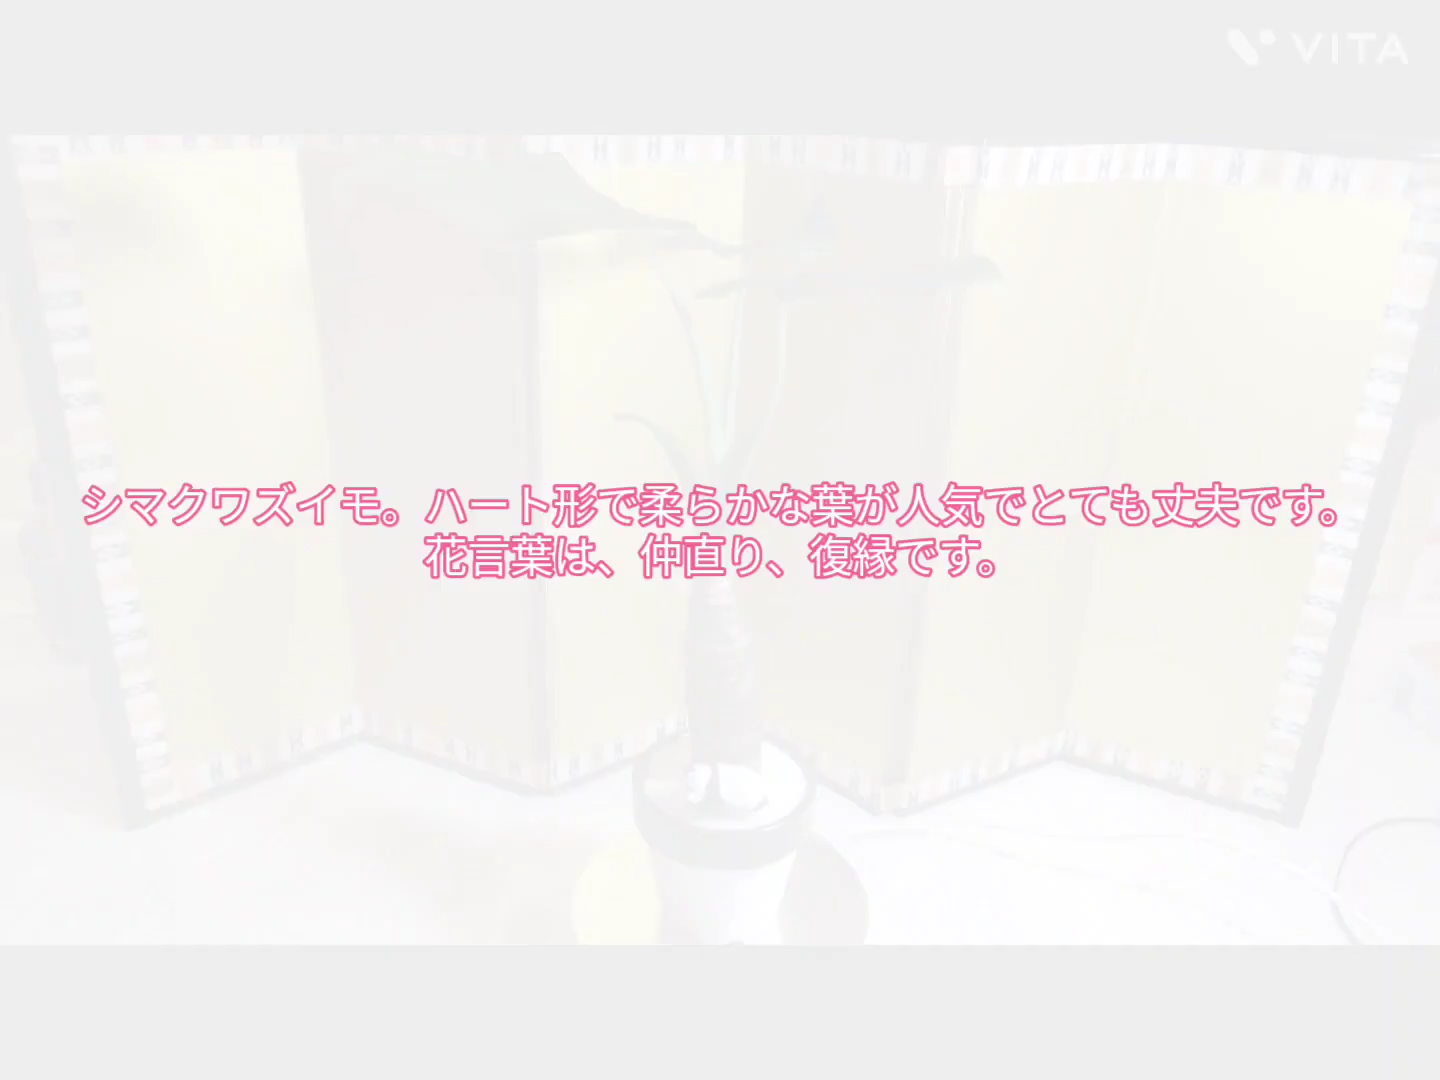 VITA
シマクワズイモ。ハート形で柔らかな葉が人気でとても丈夫です。
花言葉は、仲直り、復縁です。